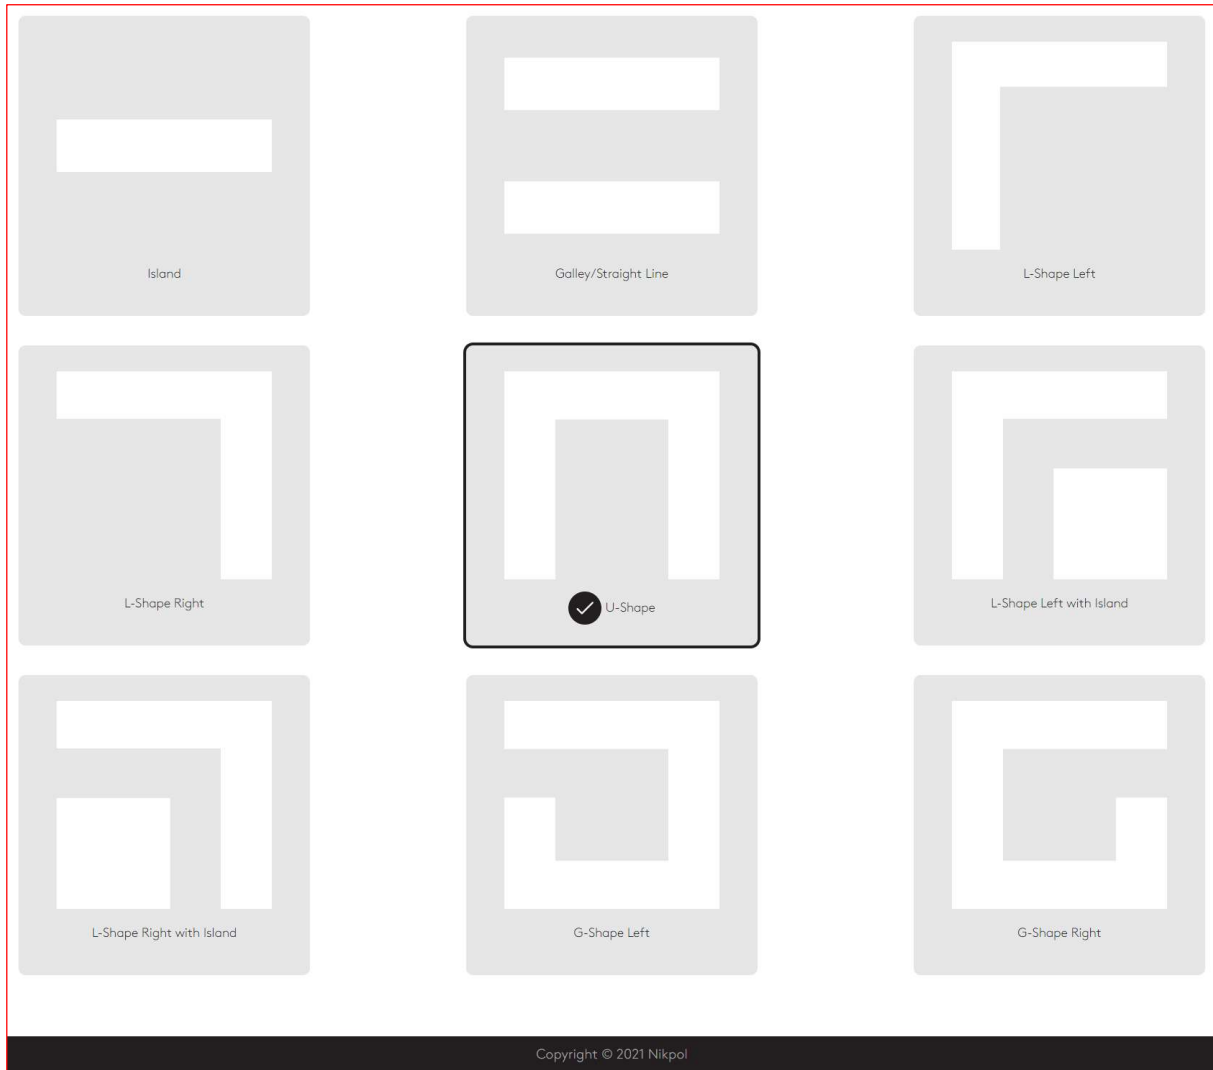 Island
Galley/Straight Line
L-Shape Left
L-Shape Right
U-Shape
L-Shape Left with Island
L-Shape Right with Island
G-Shape Left
G-Shape Right
Copyright © 2021 Nikpol